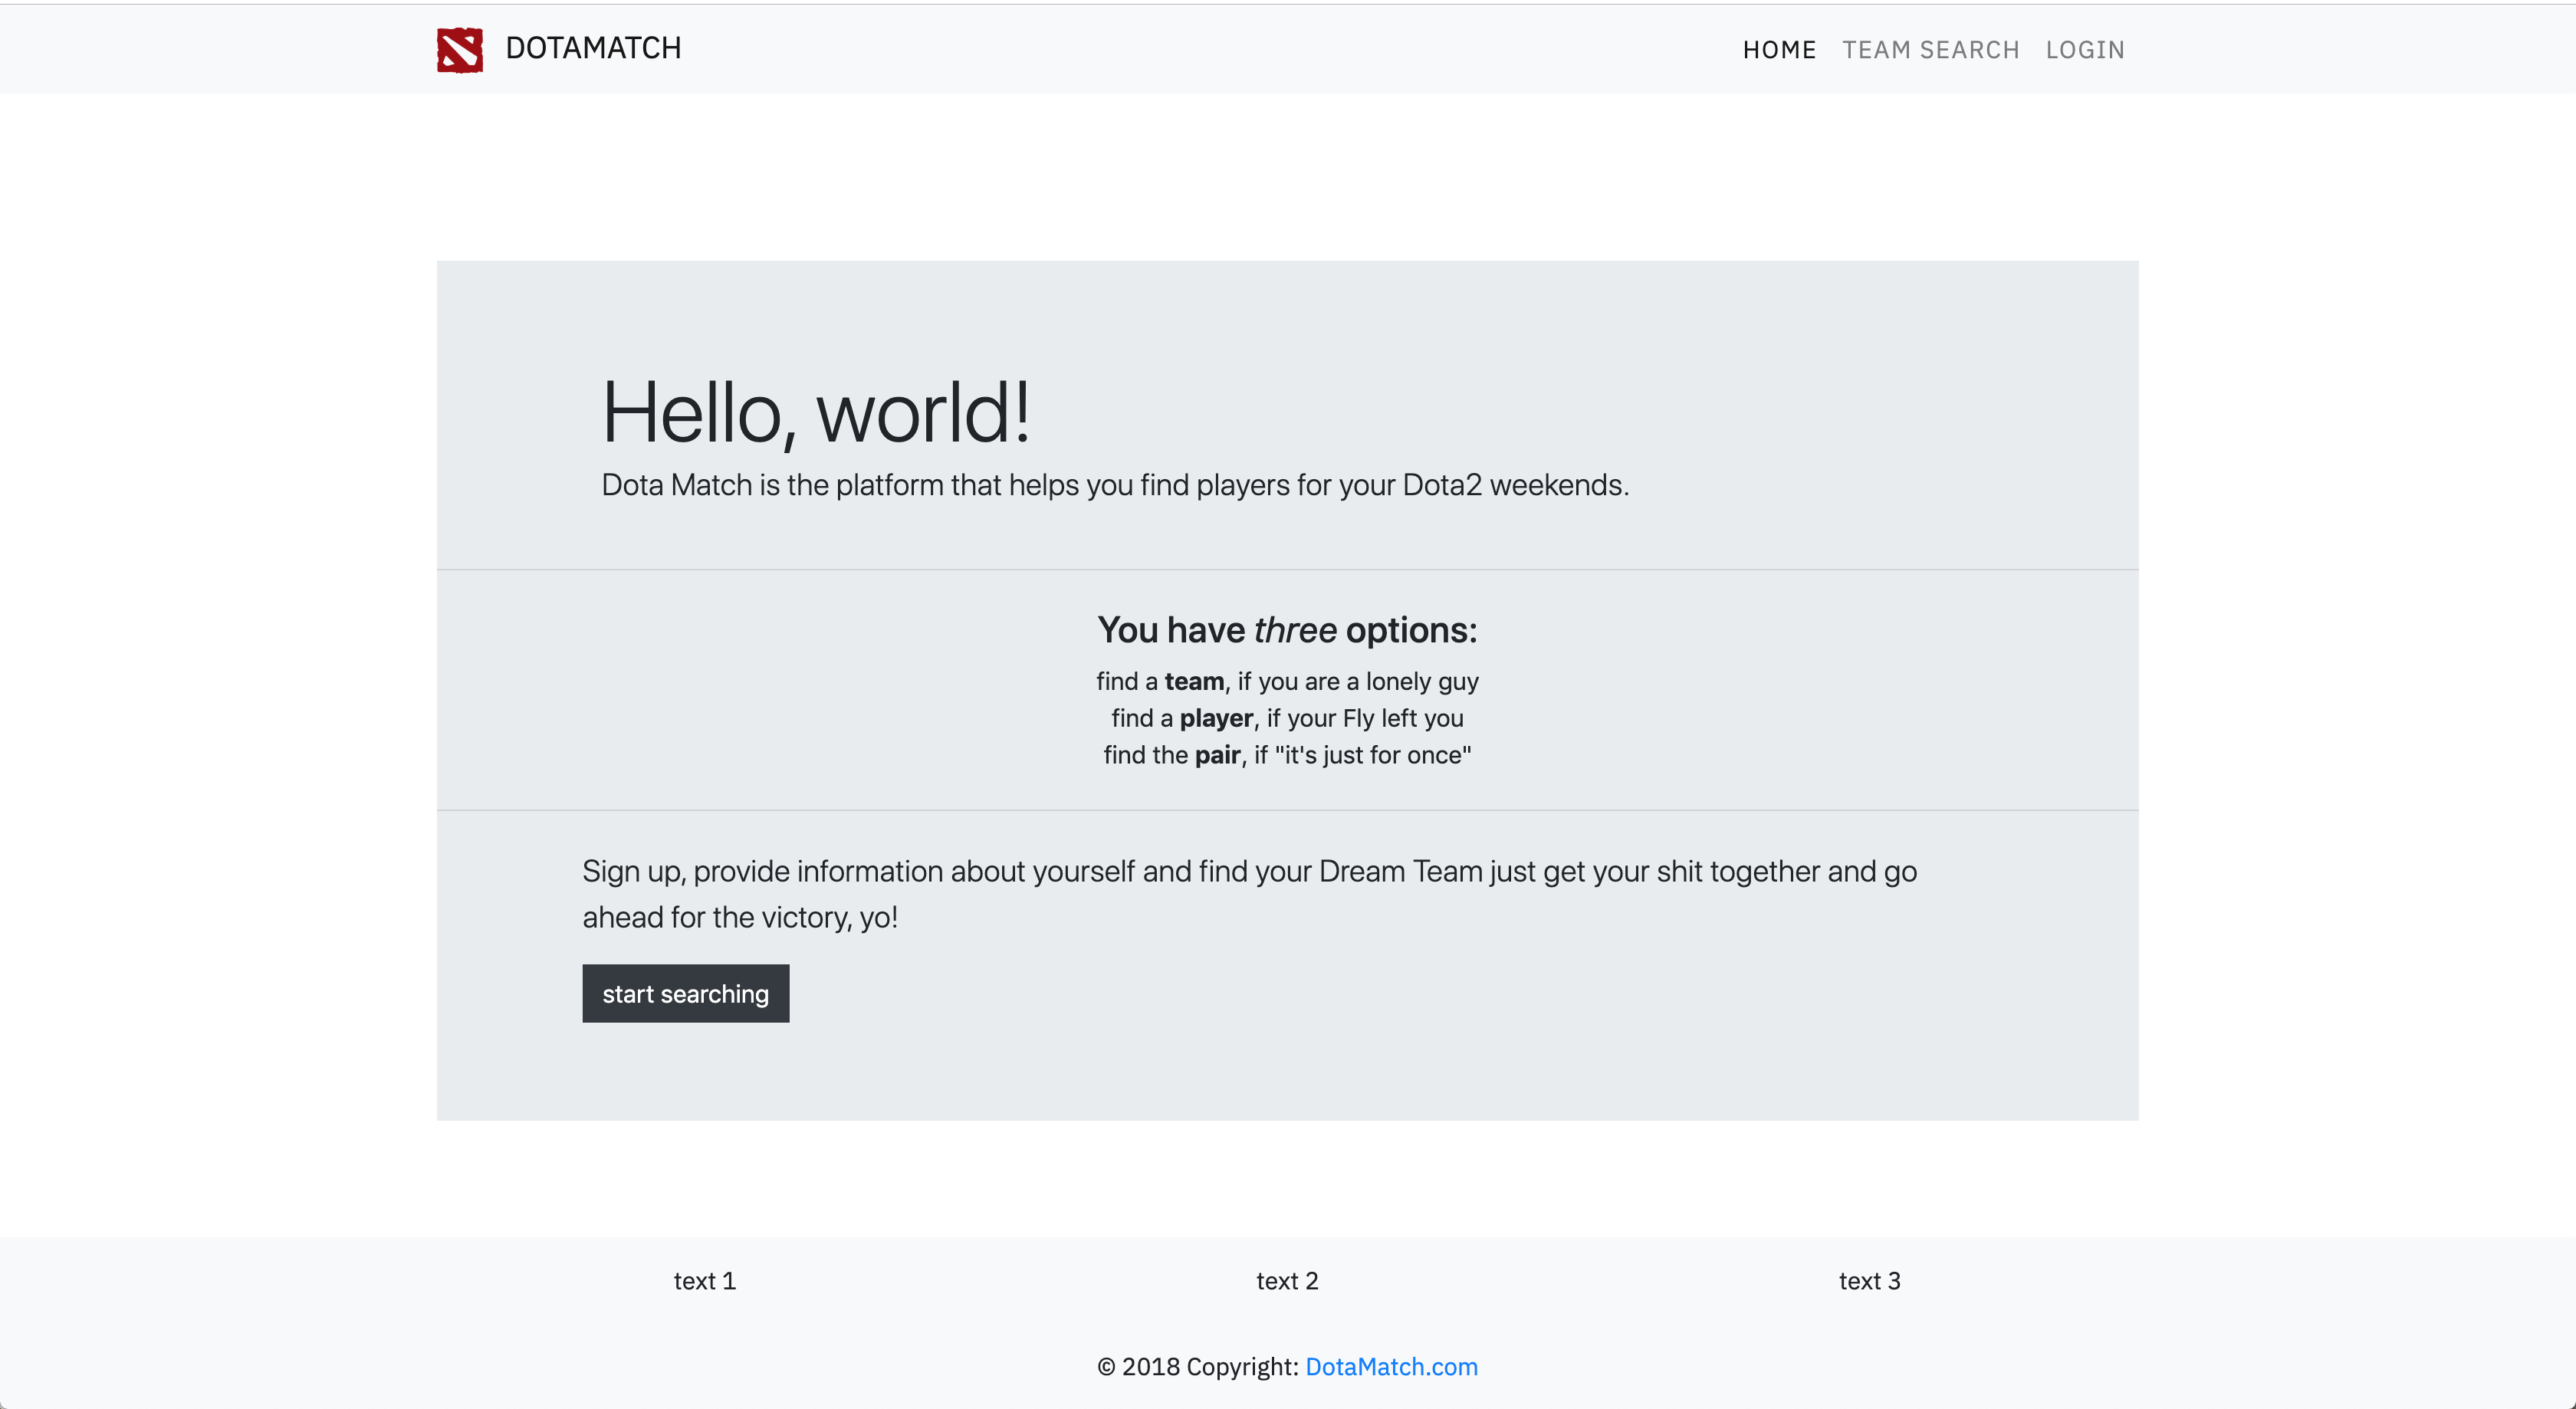 DOTAMATCH
HOME TEAM SEARCH LOGIN
Hello, world!
Dota Match is the platform that helps you find players for your Dota2 weekends.
You have three options:
find a team, if you are a lonely guy
find a player, if your Fly left you
find the pair, if "it's just for once"
Sign up, provide information about yourself and find your Dream Team just get your shit together and go
ahead for the victory, yo!
start searching
text 1 text 2 text 3
© 2018 Copyright: DotaMatch.com